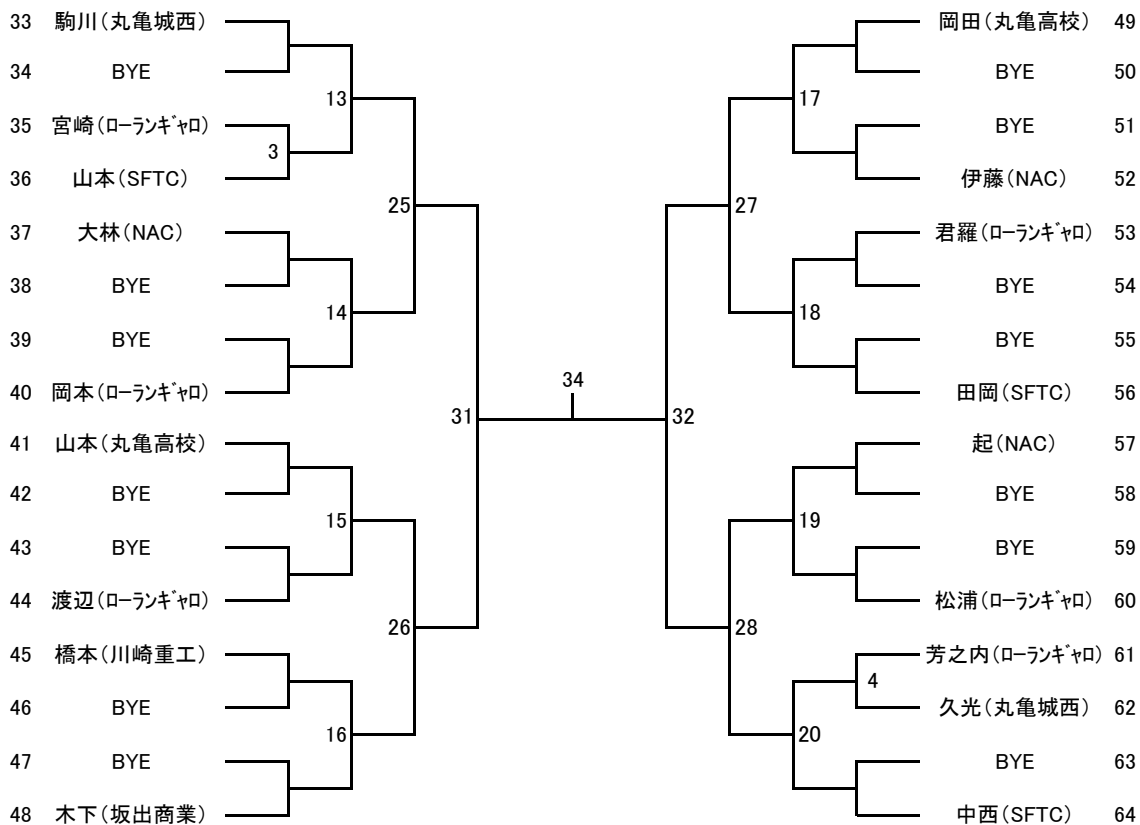 33 駒川(丸亀城西)
34 BYE
13
35 宮崎(ローランギャロ)
3
36 山本(SFTC)
25
37 大林(NAC)
38 BYE
14
39 BYE
40 岡本(ローランギャロ)
31
41 山本(丸亀高校)
42 BYE
15
43 BYE
44 渡辺(ローランギャロ)
26
45 橋本(川崎重工)
46 BYE
16
47 BYE
48 木下(坂出商業)
34
岡田(丸亀高校) 49
BYE 50
17
BYE 51
伊藤(NAC) 52
27
君羅(ローランギャロ) 53
BYE 54
18
BYE 55
田岡(SFTC) 56
32
起(NAC) 57
BYE 58
19
BYE 59
松浦(ローランギャロ) 60
28
芳之内(ローランギャロ) 61
4
久光(丸亀城西) 62
20
BYE 63
中西(SFTC) 64